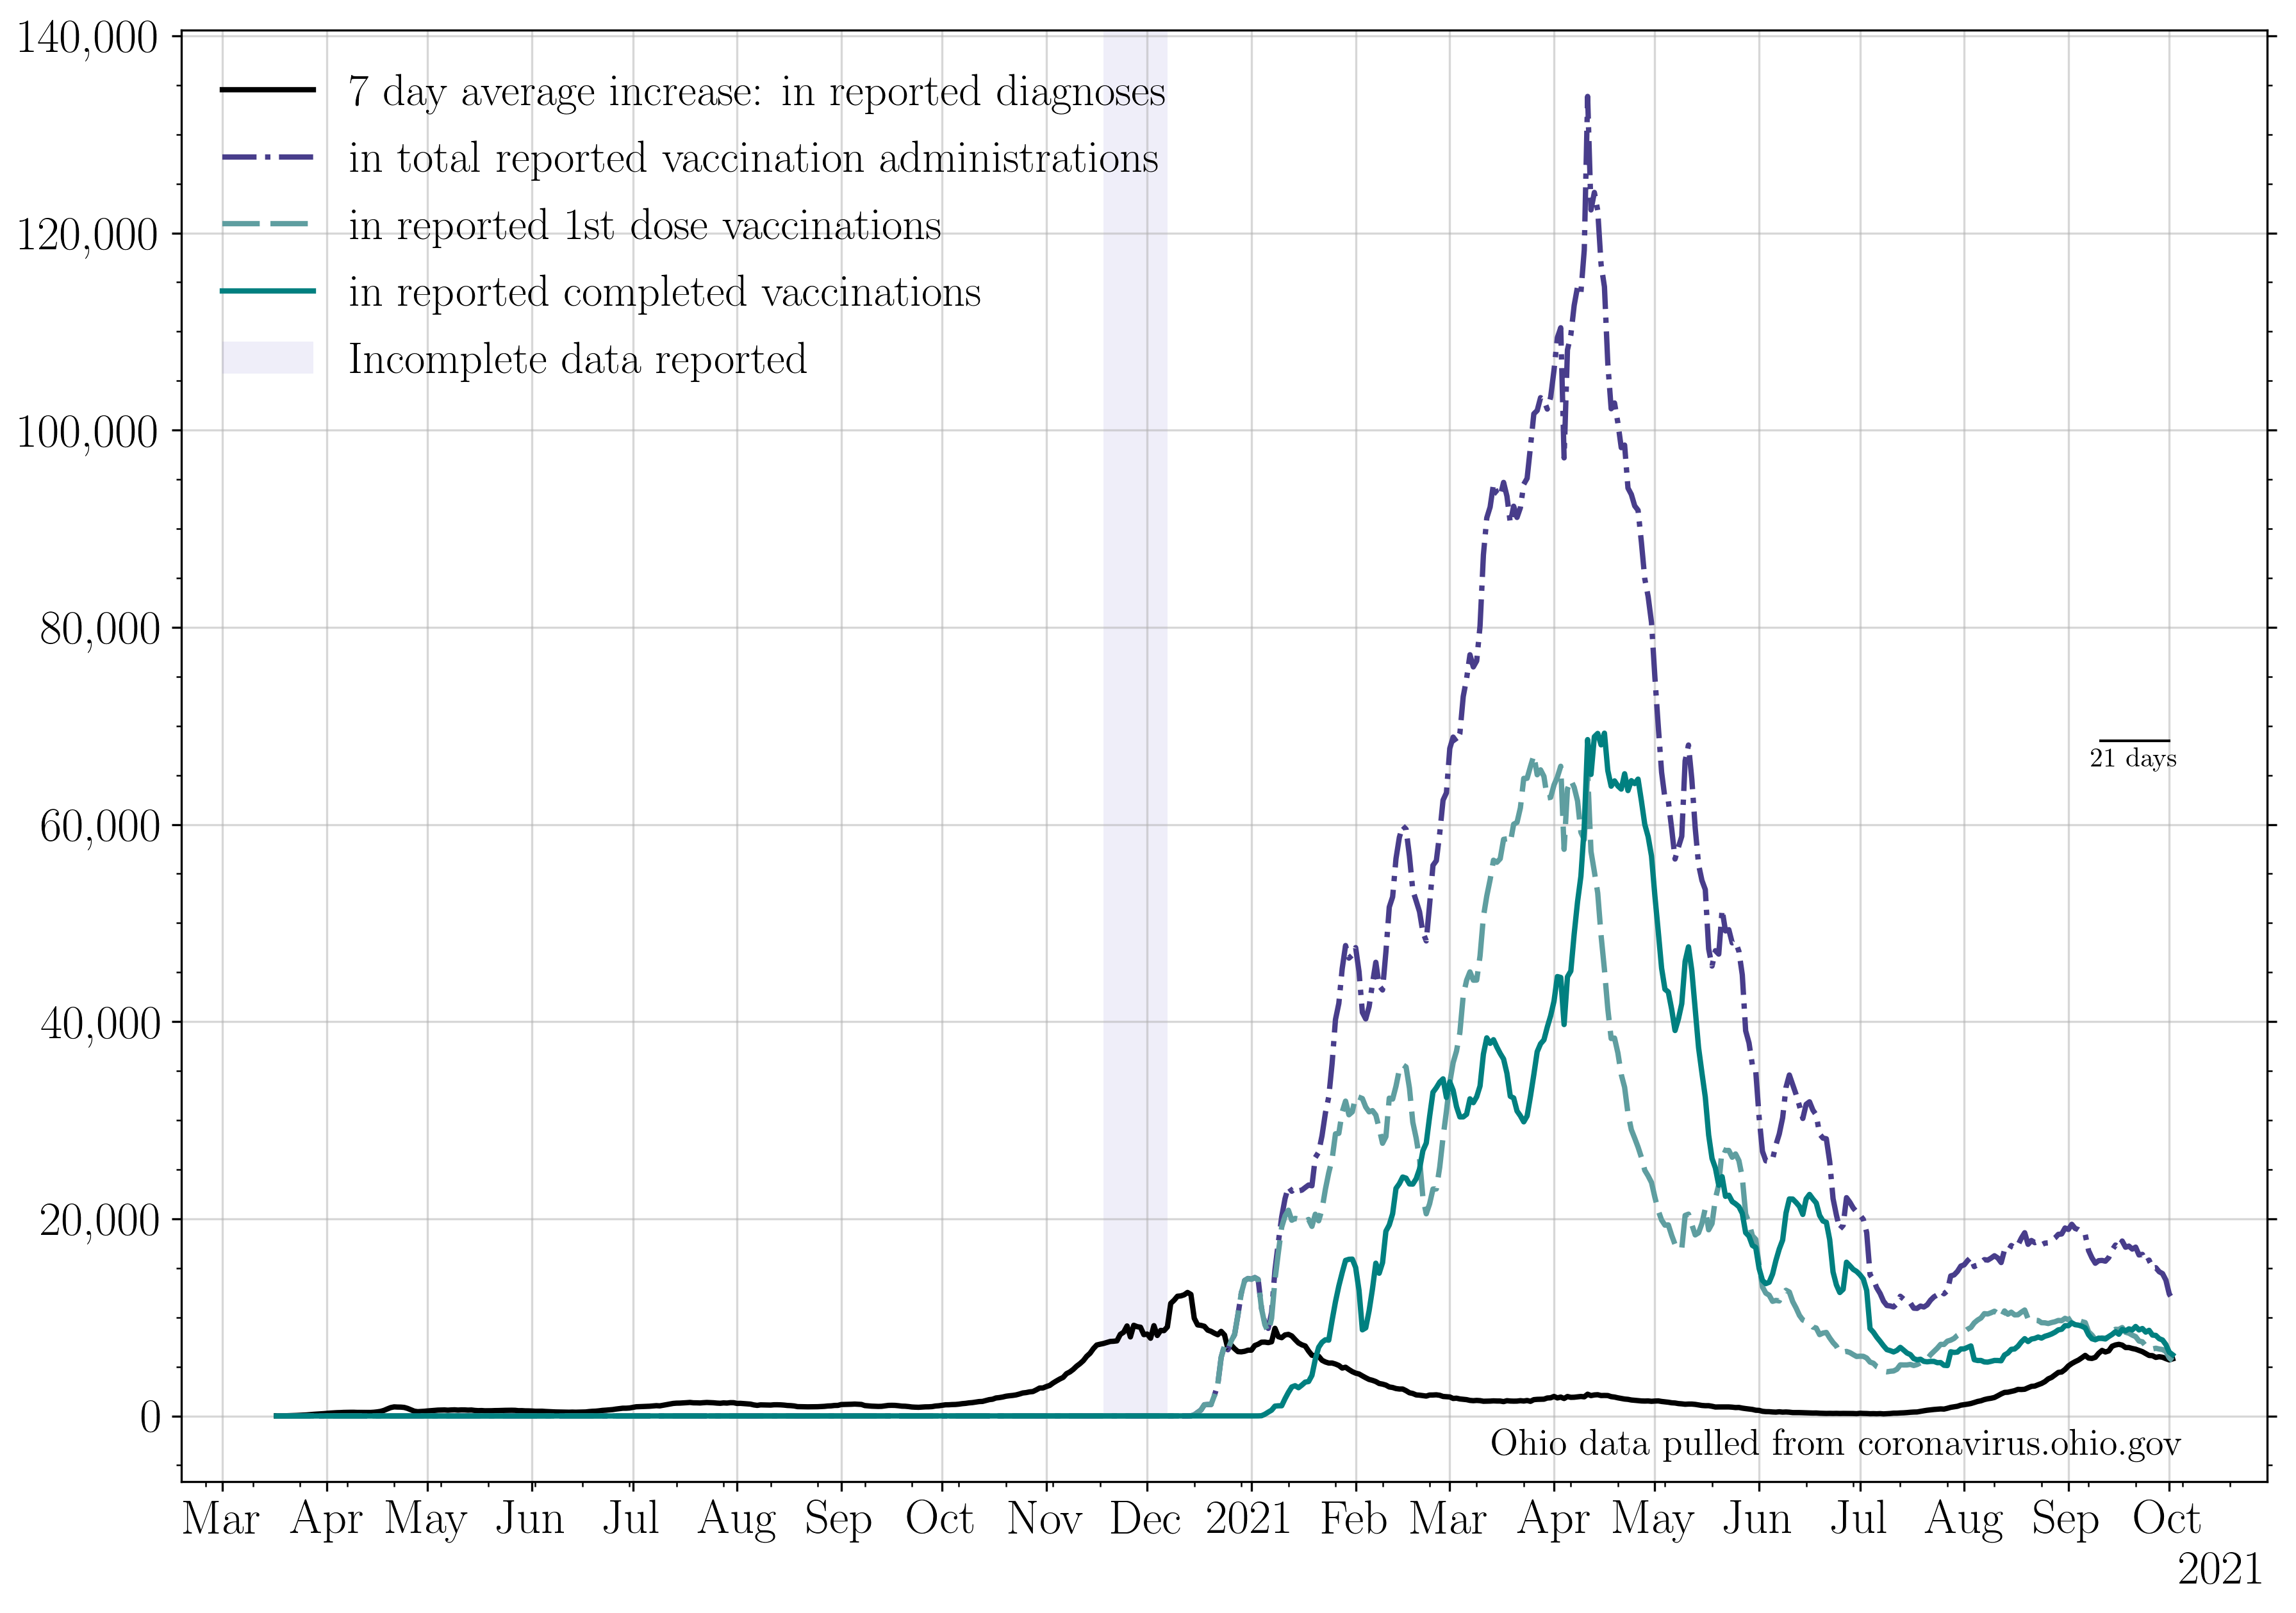 140,000
120,000
100,000
80,000
60,000
40,000
20,000
0
7 day average increase: in reported diagnoses
in total reported vaccination administrations
in reported 1st dose vaccinations
in reported completed vaccinations
Incomplete data reported
21 days
Ohio data pulled from coronavirus.ohio.gov
Mar Apr May Jun Jul Aug Sep Oct Nov Dec 2021 Feb Mar Apr May Jun Jul Aug Sep Oct
2021